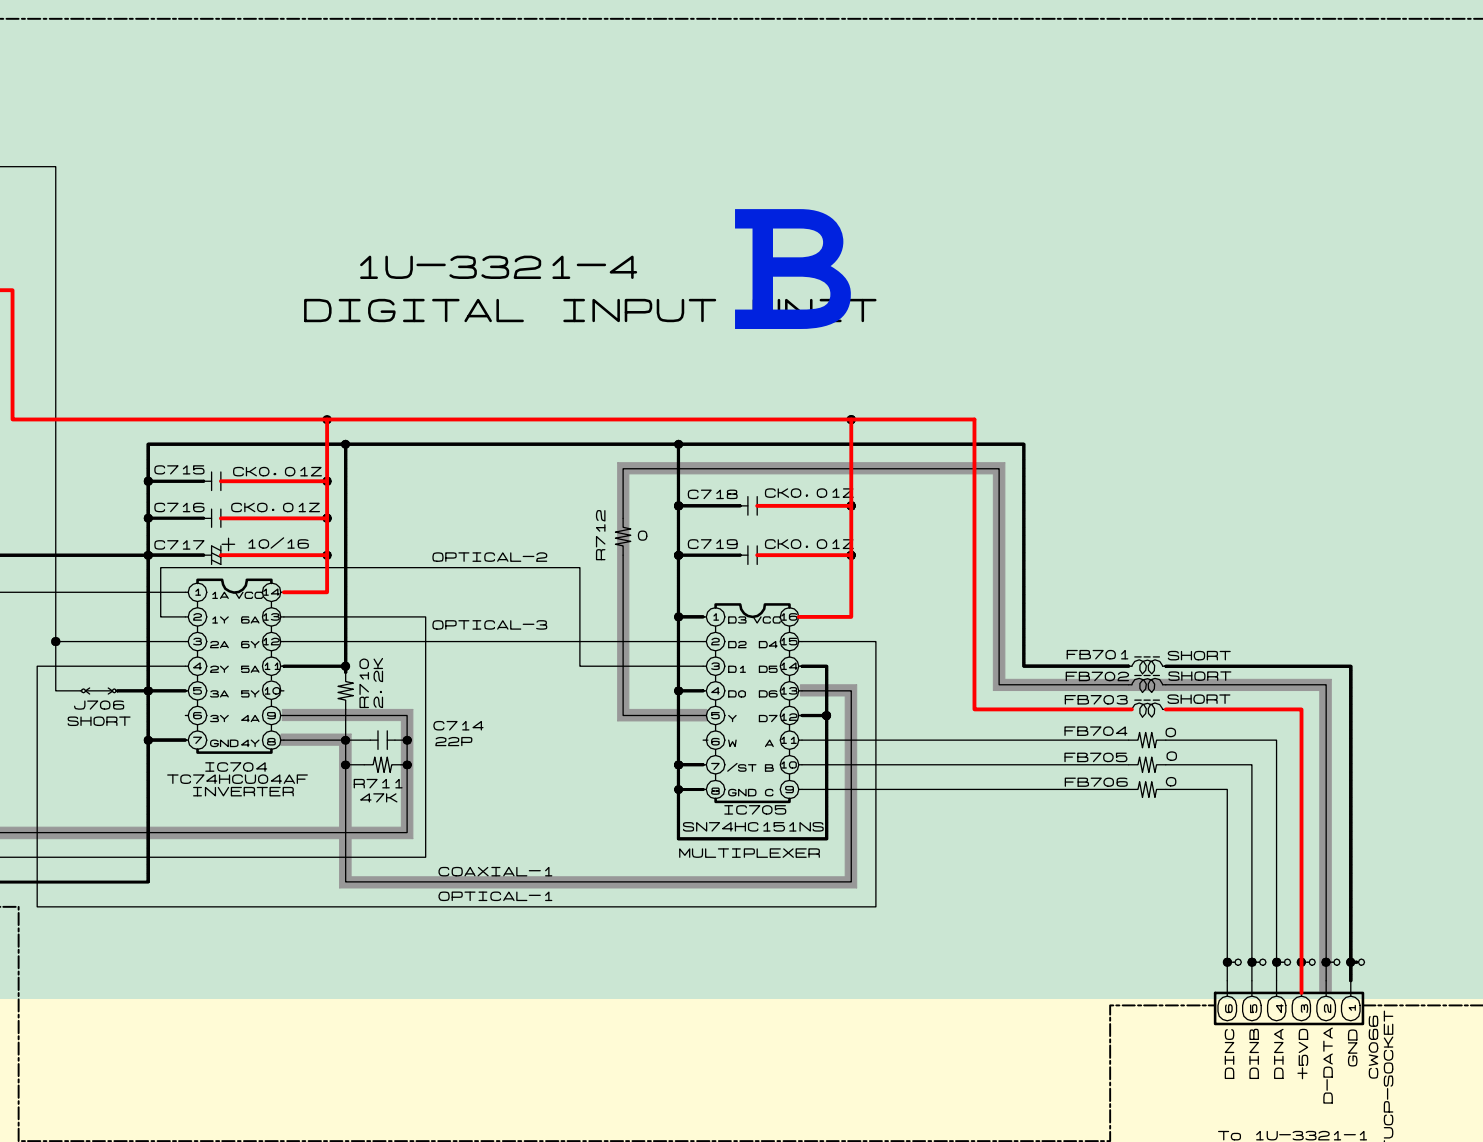 1U-3321-4
B
DIGITAL INPUT UNIT
C715 CK0.01Z
C716 CK0.01Z
C717 + 10/16
C718 CK0.01Z
C719 CK0.01Z
R712 0
OPTICAL-2
OPTICAL-3
1 1A VCC 14
2 1Y 6A 13
3 2A 6Y 12
4 2Y 5A 11
5 3A 5Y 10
6 3Y 4A 9
7 GND 4Y 8
IC704
TC74HCU04AF
INVERTER
J706
SHORT
R710
2.2K
C714
22P
R711
47K
1 D3 VCC 16
2 D2 D4 15
3 D1 D5 14
4 D0 D6 13
5 Y D7 12
6 W A 11
7 /ST B 10
8 GND C 9
IC705
SN74HC151NS
MULTIPLEXER
COAXIAL-1
OPTICAL-1
FB701 SHORT
FB702 SHORT
FB703 SHORT
FB704 0
FB705 0
FB706 0
6 5 4 3 2 1
DINC
DINB
DINA
+5VD
D-DATA
GND
CW066
UCP-SOCKET
To 1U-3321-1